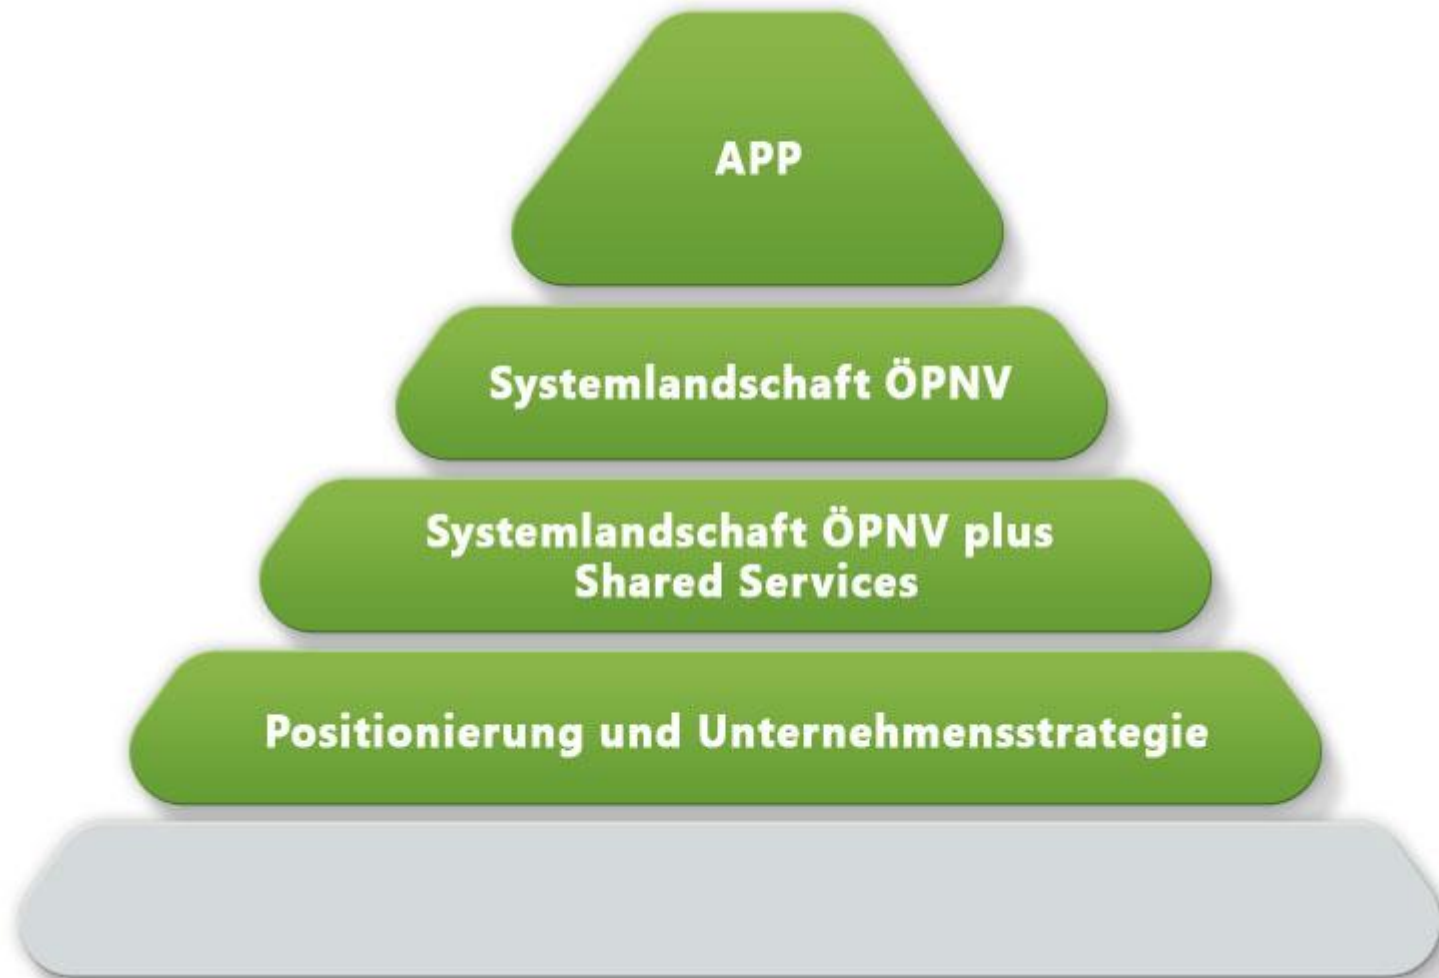 APP
Systemlandschaft ÖPNV
Systemlandschaft ÖPNV plus
Shared Services
Positionierung und Unternehmensstrategie